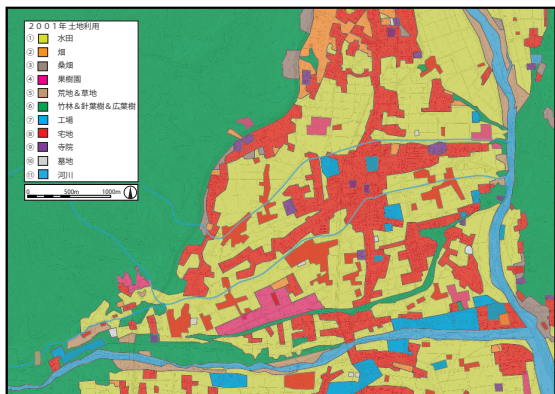 2001年土地利用
① 水田
② 畑
③ 桑畑
④ 果樹園
⑤ 荒地&草地
⑥ 竹林&針葉樹&広葉樹
⑦ 工場
⑧ 宅地
⑨ 寺院
⑩ 墓地
⑪ 河川
0 500m 1000m